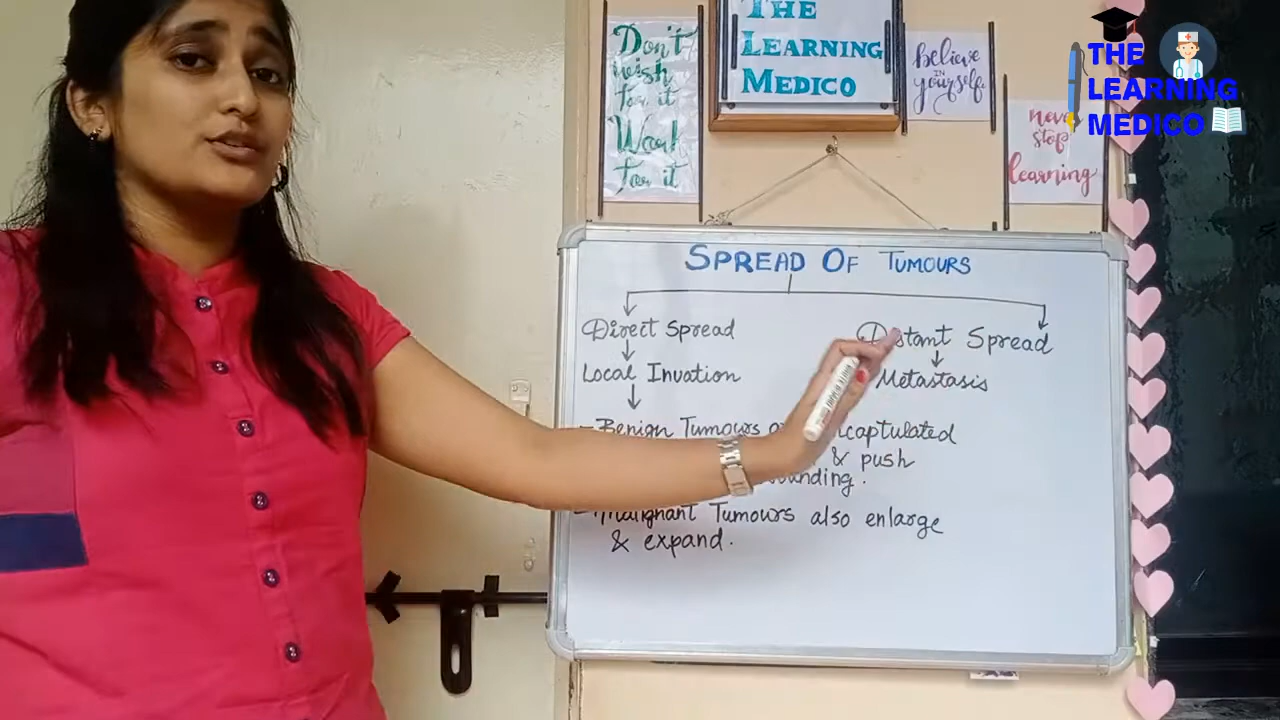 Don't
wish
for it
Work
for it
THE
LEARNING
MEDICO
Believe
IN
yourself.
never
stop
learning
THE
LEARNING
MEDICO
SPREAD OF TUMOURS
Direct Spread
Distant Spread
Local Invation
Metastasis
- Benign Tumours
& push
- Malignant Tumours also enlarge
& expand.